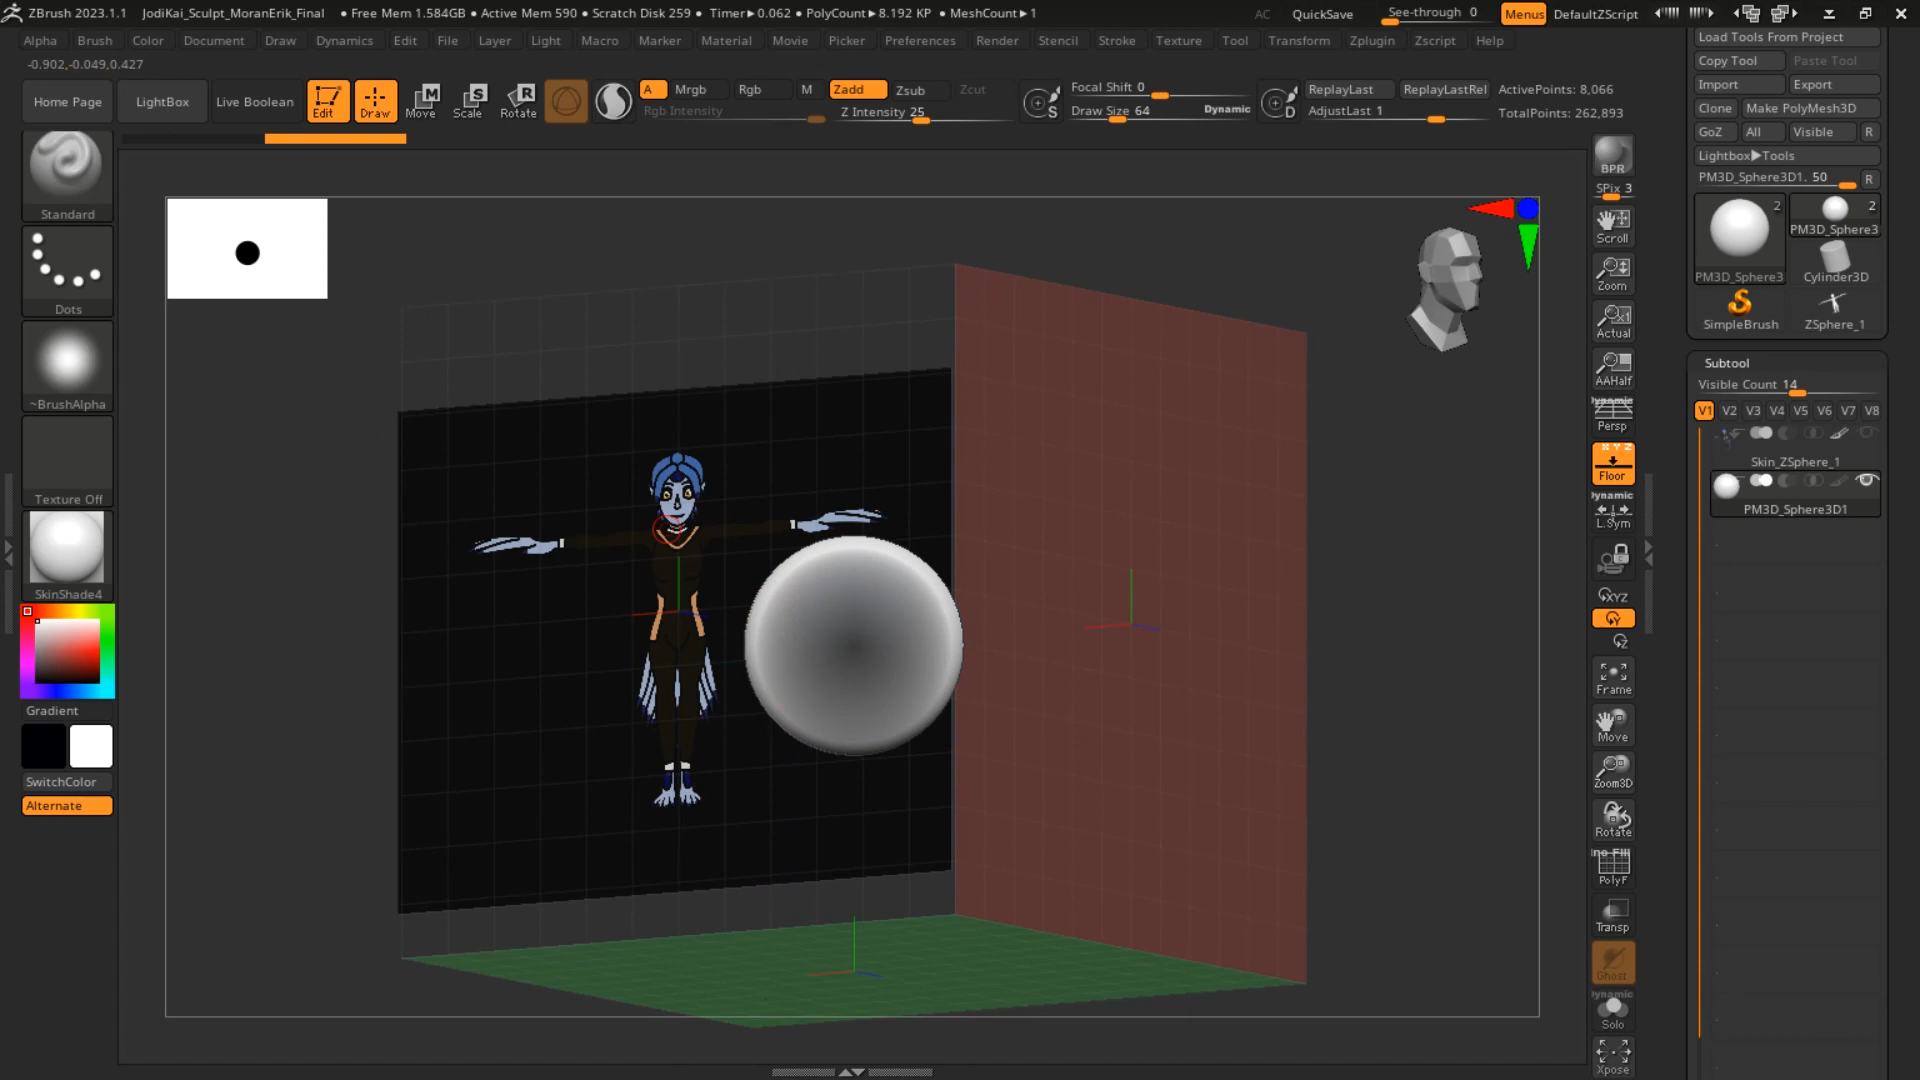 ZBrush 2023.1.1 JodiKai_Sculpt_MoranErik_Final • Free Mem 1.584GB • Active Mem 590 • Scratch Disk 259 • Timer▶0.062 • PolyCount▶8.192 KP • MeshCount▶1 AC QuickSave See-through 0 Menus DefaultZScript
Alpha Brush Color Document Draw Dynamics Edit File Layer Light Macro Marker Material Movie Picker Preferences Render Stencil Stroke Texture Tool Transform Zplugin Zscript Help
-0.902,-0.049,0.427
Home Page LightBox Live Boolean Edit Draw Move Scale Rotate
A Mrgb Rgb M Zadd Zsub Zcut
Rgb Intensity Z Intensity 25
Focal Shift 0
Draw Size 64 Dynamic
ReplayLast ReplayLastRel ActivePoints: 8,066
AdjustLast 1 TotalPoints: 262,893
Standard
Dots
~BrushAlpha
Texture Off
SkinShade4
Gradient
SwitchColor
Alternate
BPR
SPix 3
Scroll
Zoom
Actual
AAHalf
Dynamic
Persp
X Y Z
Floor
Dynamic
L.Sym
XYZ
Y
Z
Frame
Move
Zoom3D
Rotate
PolyF
Transp
Ghost
Dynamic
Solo
Xpose
Load Tools From Project
Copy Tool Paste Tool
Import Export
Clone Make PolyMesh3D
GoZ All Visible R
Lightbox▶Tools
PM3D_Sphere3D1. 50 R
2 2
PM3D_Sphere3
PM3D_Sphere3 Cylinder3D
SimpleBrush ZSphere_1
Subtool
Visible Count 14
V1 V2 V3 V4 V5 V6 V7 V8
Skin_ZSphere_1
PM3D_Sphere3D1